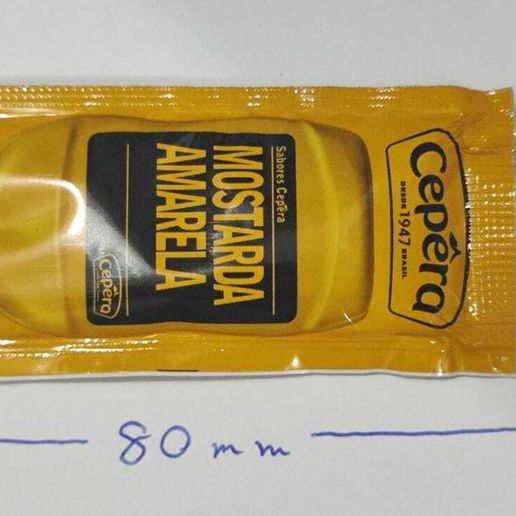 Cepêra
DESDE 1947 BRASIL
Sabores Cepêra
MOSTARDA
AMARELA
Cepêra
80 mm